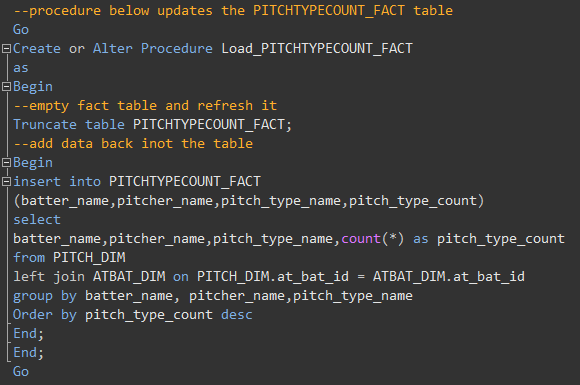 --procedure below updates the PITCHTYPECOUNT_FACT table
Go
Create or Alter Procedure Load_PITCHTYPECOUNT_FACT
as
Begin
--empty fact table and refresh it
Truncate table PITCHTYPECOUNT_FACT;
--add data back inot the table
Begin
insert into PITCHTYPECOUNT_FACT
(batter_name,pitcher_name,pitch_type_name,pitch_type_count)
select
batter_name,pitcher_name,pitch_type_name,count(*) as pitch_type_count
from PITCH_DIM
left join ATBAT_DIM on PITCH_DIM.at_bat_id = ATBAT_DIM.at_bat_id
group by batter_name, pitcher_name,pitch_type_name
Order by pitch_type_count desc
End;
End;
Go